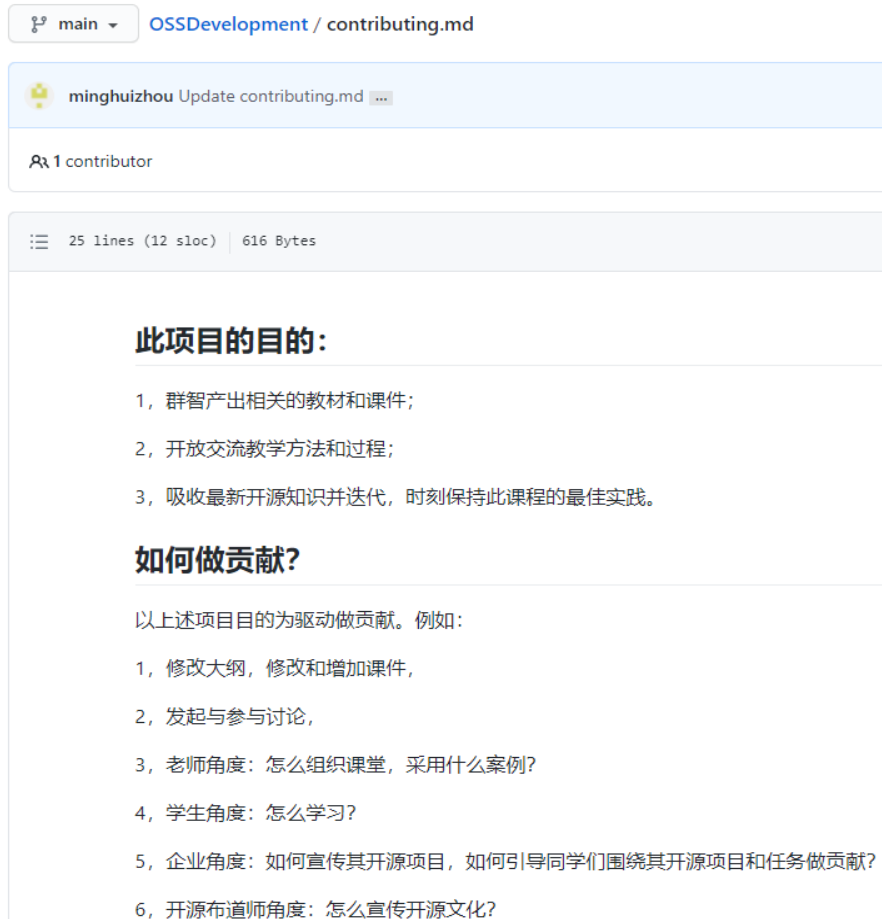 main
OSSDevelopment / contributing.md
minghuizhou Update contributing.md ...
1 contributor
25 lines (12 sloc) 616 Bytes
此项目的目的：
1，群智产出相关的教材和课件；
2，开放交流教学方法和过程；
3，吸收最新开源知识并迭代，时刻保持此课程的最佳实践。
如何做贡献？
以上述项目目的为驱动做贡献。例如：
1，修改大纲，修改和增加课件，
2，发起与参与讨论，
3，老师角度：怎么组织课堂，采用什么案例？
4，学生角度：怎么学习？
5，企业角度：如何宣传其开源项目，如何引导同学们围绕其开源项目和任务做贡献？
6，开源布道师角度：怎么宣传开源文化？